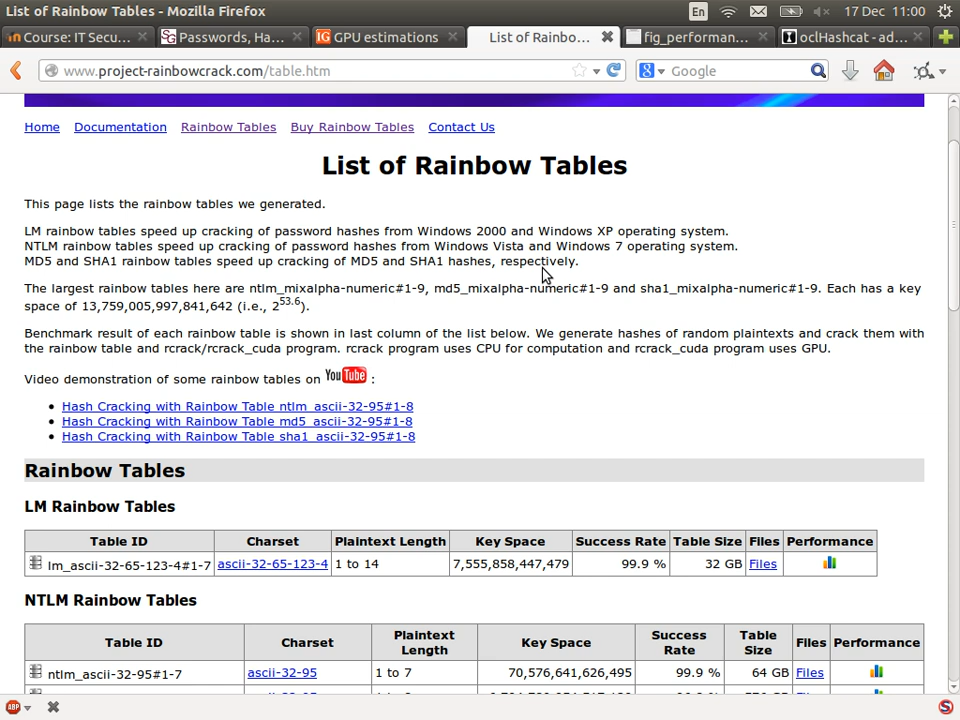 List of Rainbow Tables - Mozilla Firefox
En
17 Dec 11:00
Course: IT Secu...
Passwords, Ha...
IG GPU estimations
List of Rainbo...
fig_performan...
oclHashcat - ad...
www.project-rainbowcrack.com/table.htm
Google
Home Documentation Rainbow Tables Buy Rainbow Tables Contact Us
List of Rainbow Tables
This page lists the rainbow tables we generated.
LM rainbow tables speed up cracking of password hashes from Windows 2000 and Windows XP operating system.
NTLM rainbow tables speed up cracking of password hashes from Windows Vista and Windows 7 operating system.
MD5 and SHA1 rainbow tables speed up cracking of MD5 and SHA1 hashes, respectively.
The largest rainbow tables here are ntlm_mixalpha-numeric#1-9, md5_mixalpha-numeric#1-9 and sha1_mixalpha-numeric#1-9. Each has a key
space of 13,759,005,997,841,642 (i.e., 2^53.6).
Benchmark result of each rainbow table is shown in last column of the list below. We generate hashes of random plaintexts and crack them with
the rainbow table and rcrack/rcrack_cuda program. rcrack program uses CPU for computation and rcrack_cuda program uses GPU.
Video demonstration of some rainbow tables on YouTube :
Hash Cracking with Rainbow Table ntlm_ascii-32-95#1-8
Hash Cracking with Rainbow Table md5_ascii-32-95#1-8
Hash Cracking with Rainbow Table sha1_ascii-32-95#1-8
Rainbow Tables
LM Rainbow Tables
Table ID Charset Plaintext Length Key Space Success Rate Table Size Files Performance
lm_ascii-32-65-123-4#1-7 ascii-32-65-123-4 1 to 14 7,555,858,447,479 99.9 % 32 GB Files
NTLM Rainbow Tables
Table ID Charset Plaintext Length Key Space Success Rate Table Size Files Performance
ntlm_ascii-32-95#1-7 ascii-32-95 1 to 7 70,576,641,626,495 99.9 % 64 GB Files
ABP